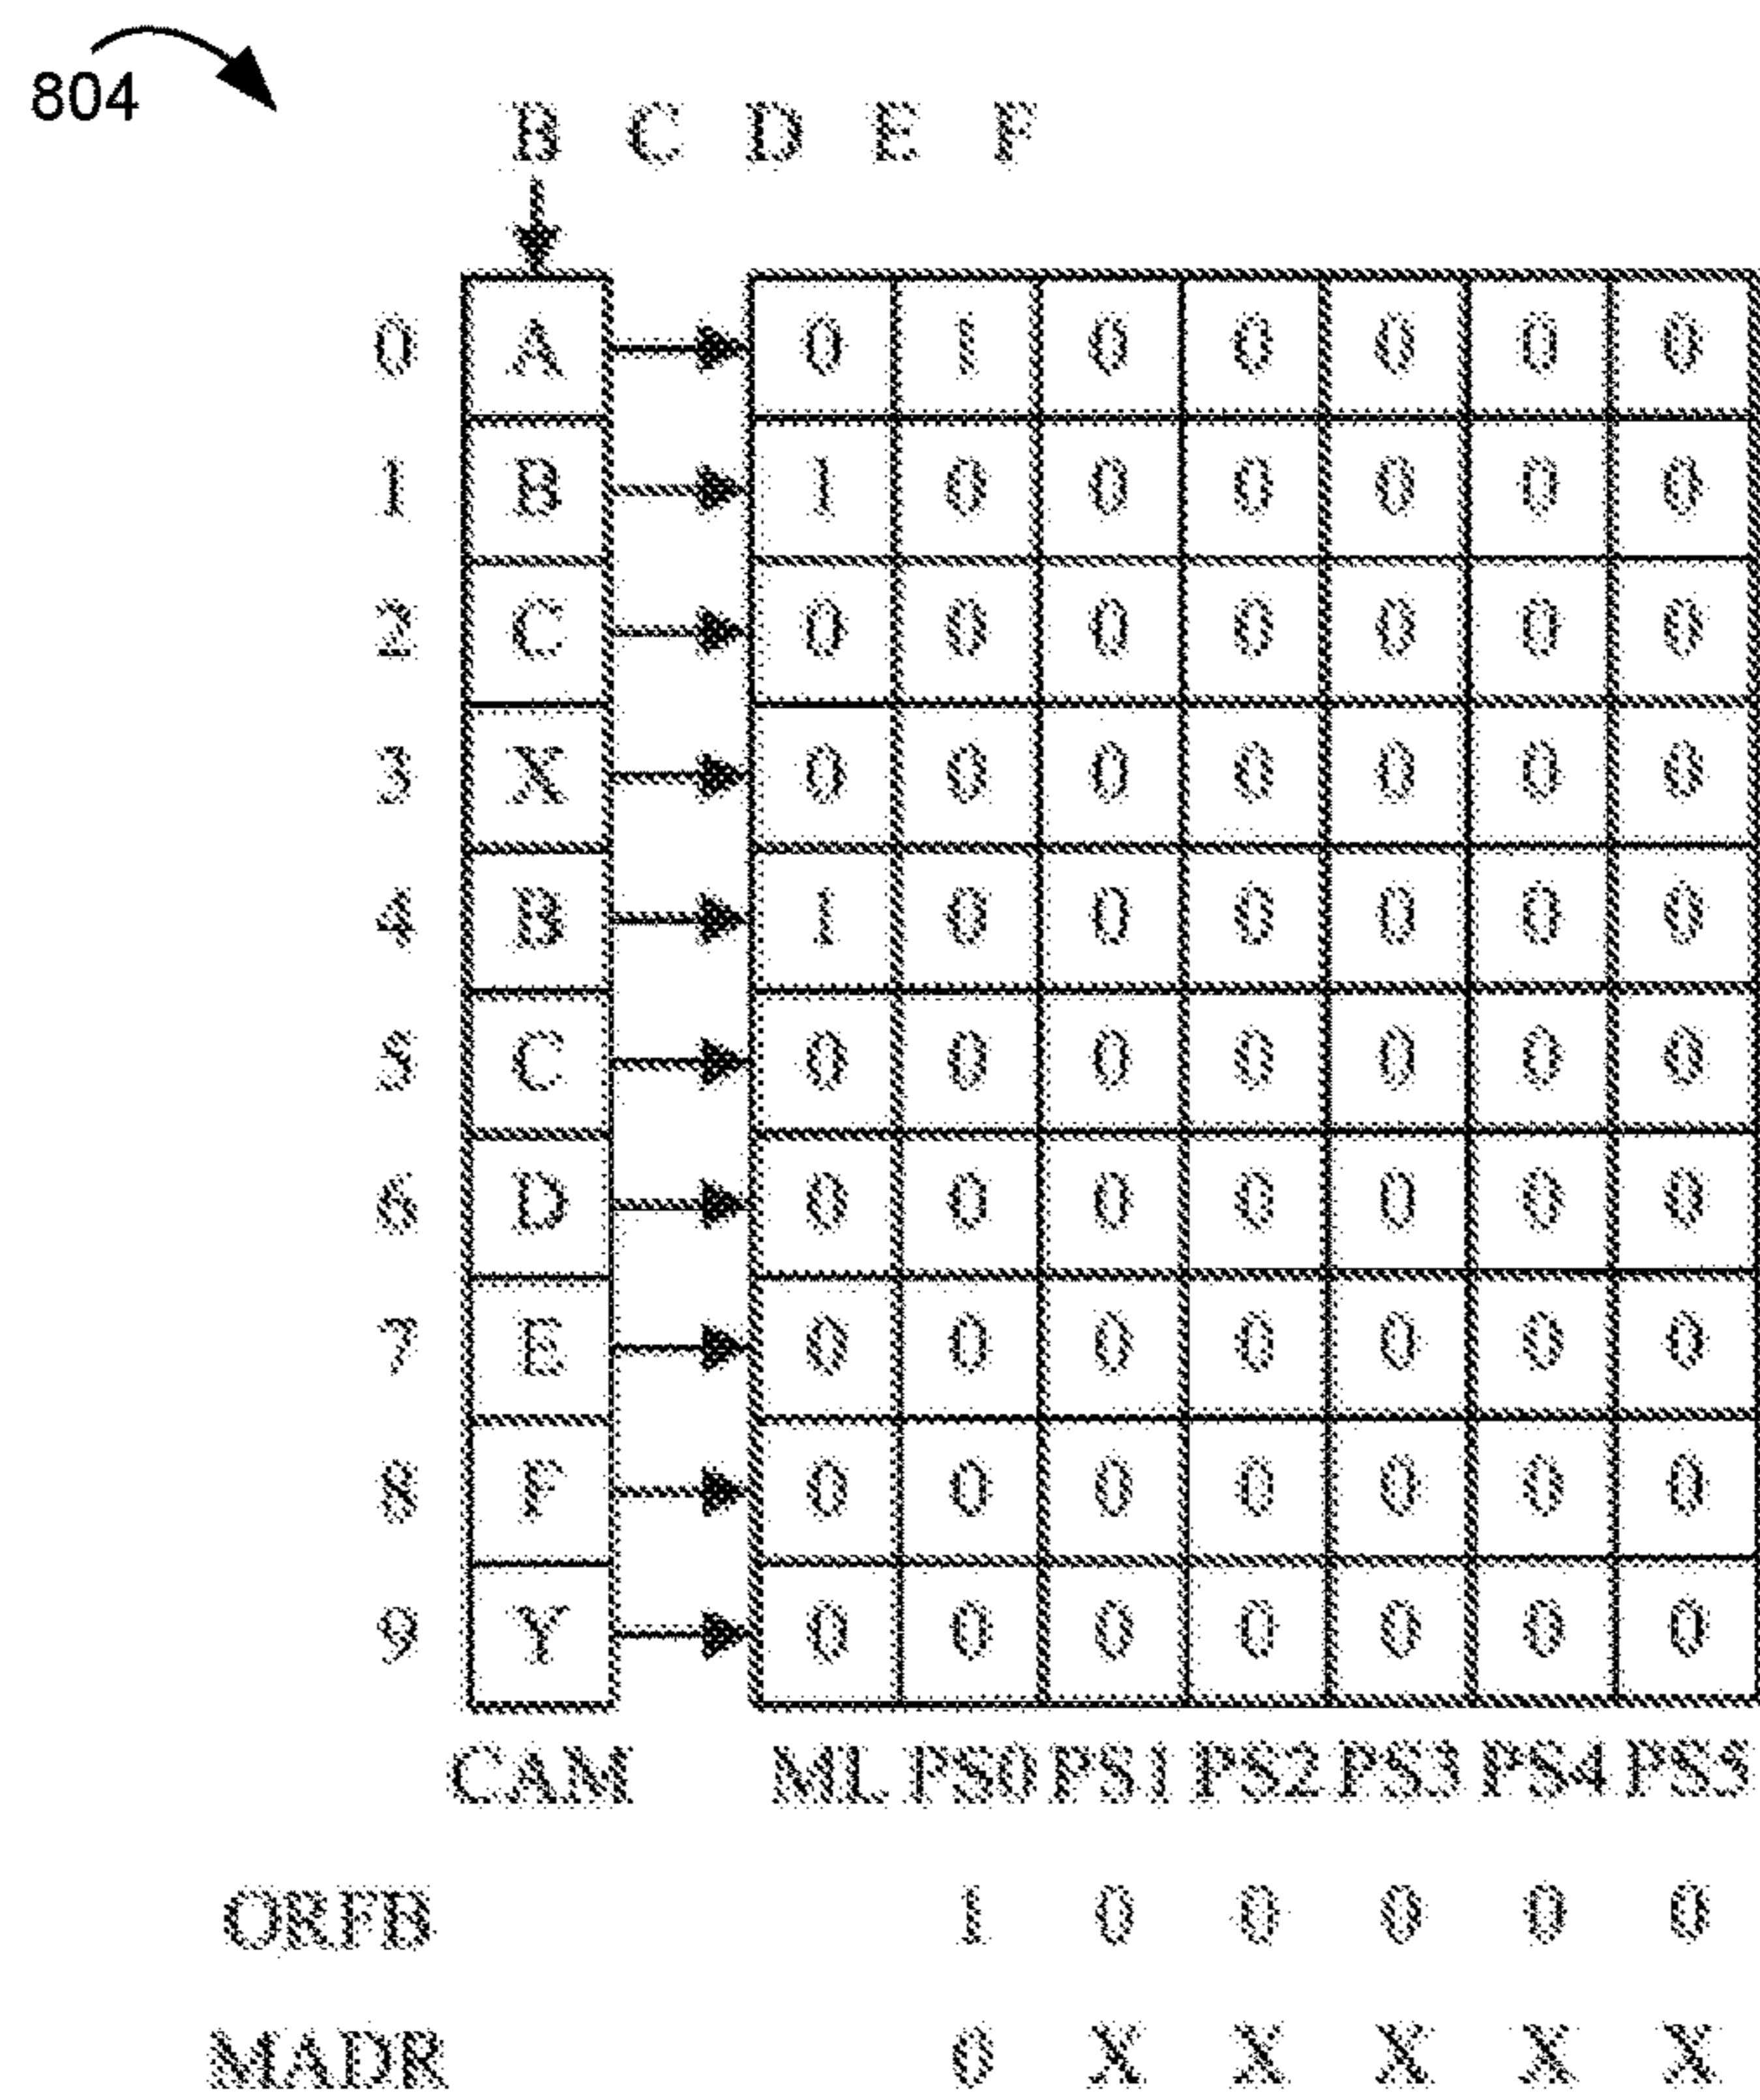 804
B C D E F
0 A 0 1 0 0 0 0 0
1 B 1 0 0 0 0 0 0
2 C 0 0 0 0 0 0 0
3 X 0 0 0 0 0 0 0
4 B 1 0 0 0 0 0 0
5 C 0 0 0 0 0 0 0
6 D 0 0 0 0 0 0 0
7 E 0 0 0 0 0 0 0
8 F 0 0 0 0 0 0 0
9 Y 0 0 0 0 0 0 0
CAM ML PS0 PS1 PS2 PS3 PS4 PS5
ORFB 1 0 0 0 0 0
MADR 0 X X X X X